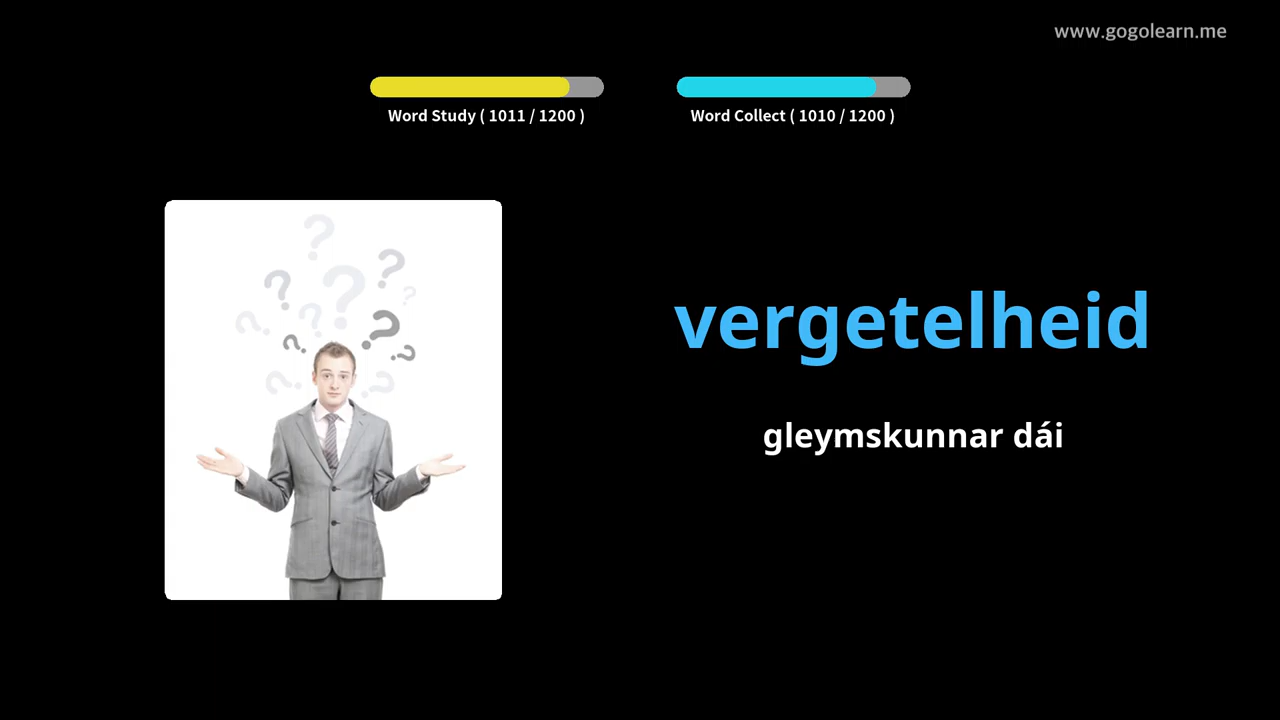 www.gogolearn.me
Word Study ( 1011 / 1200 )
Word Collect ( 1010 / 1200 )
vergetelheid
gleymskunnar dái